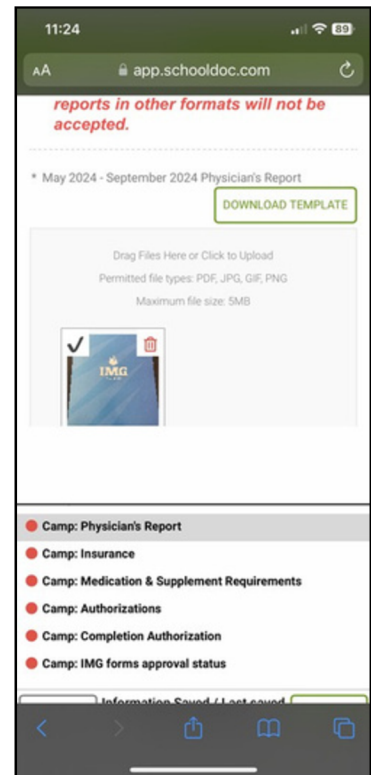 11:24
89
AA app.schooldoc.com
reports in other formats will not be
accepted.
* May 2024 - September 2024 Physician's Report
DOWNLOAD TEMPLATE
Drag Files Here or Click to Upload
Permitted file types: PDF, JPG, GIF, PNG
Maximum file size: 5MB
IMG
Camp: Physician's Report
Camp: Insurance
Camp: Medication & Supplement Requirements
Camp: Authorizations
Camp: Completion Authorization
Camp: IMG forms approval status
Information Saved / Last saved